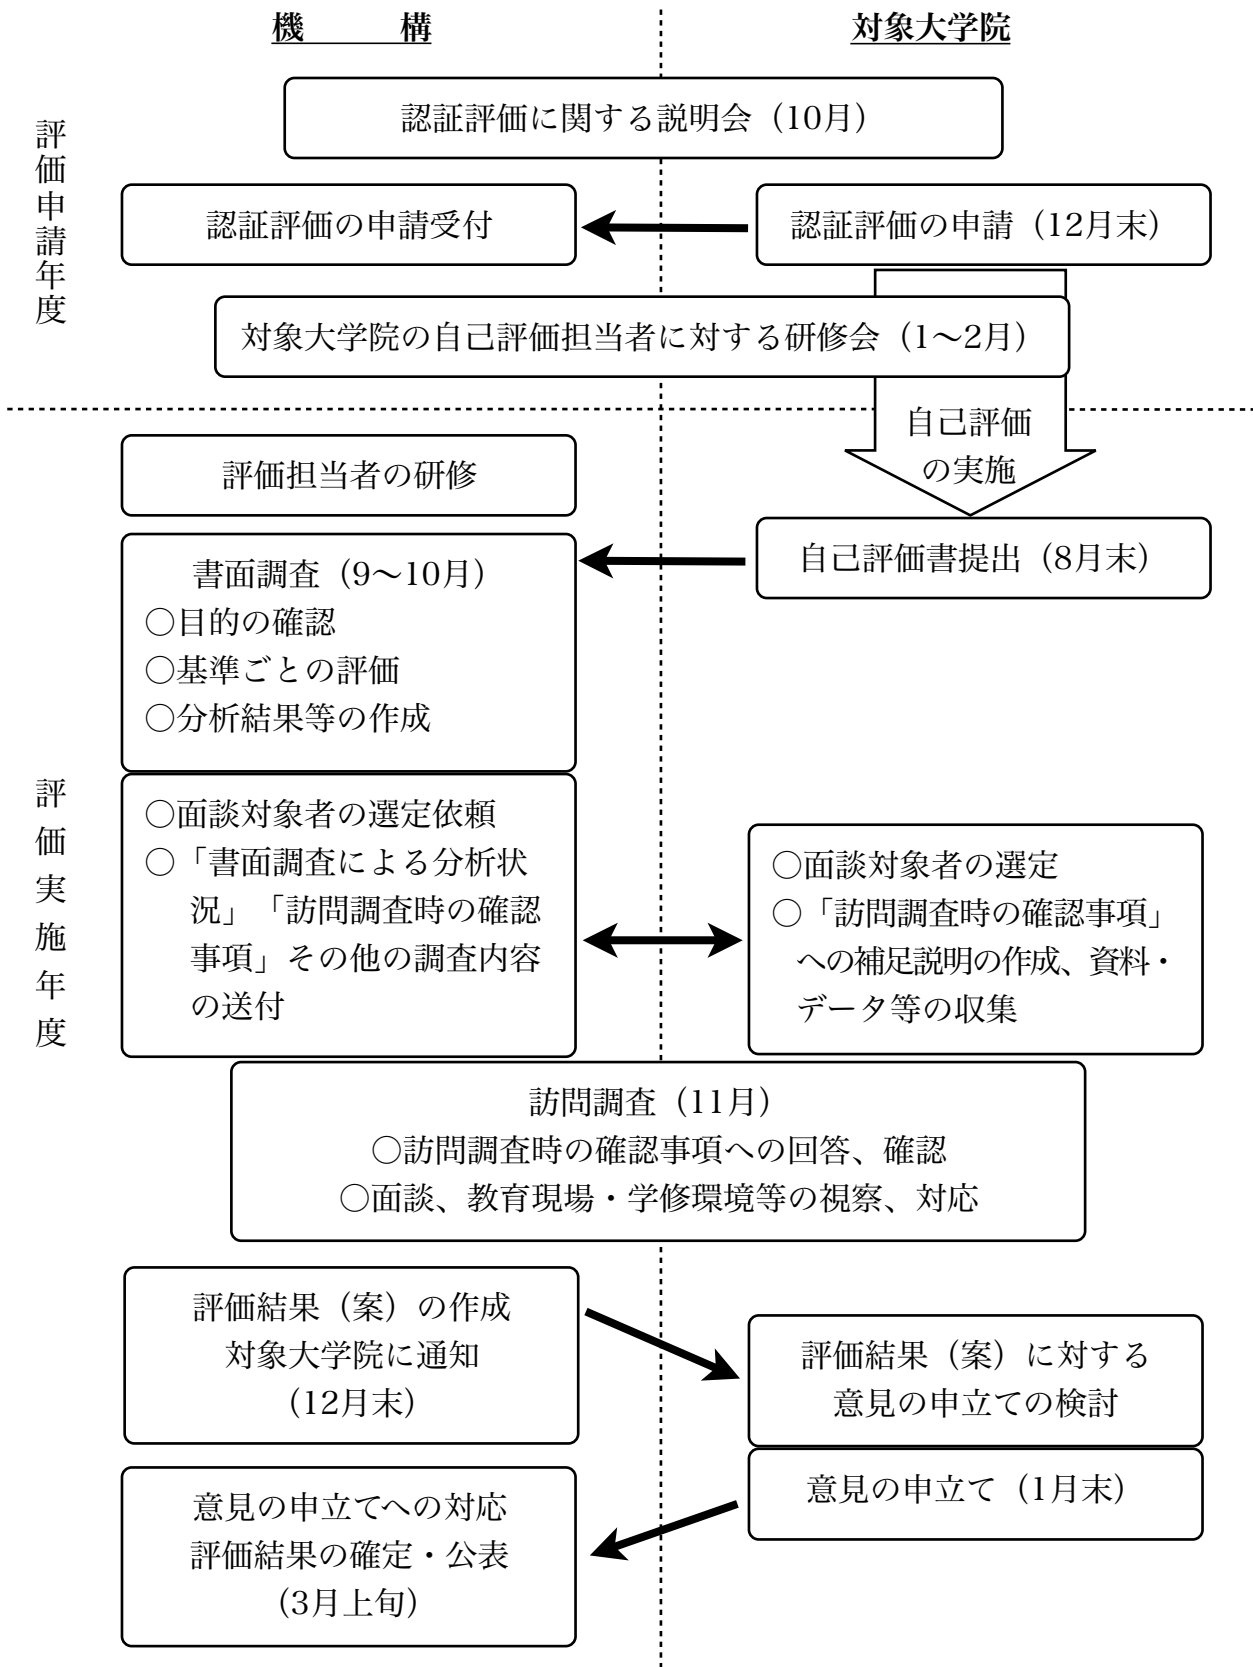 機　　　構
対象大学院
評価申請年度
認証評価に関する説明会（10月）
認証評価の申請受付
認証評価の申請（12月末）
対象大学院の自己評価担当者に対する研修会（1～2月）
自己評価
の実施
評価実施年度
評価担当者の研修
自己評価書提出（8月末）
書面調査（9～10月）
○目的の確認
○基準ごとの評価
○分析結果等の作成
○面談対象者の選定依頼
○「書面調査による分析状
況」「訪問調査時の確認
事項」その他の調査内容
の送付
○面談対象者の選定
○「訪問調査時の確認事項」
への補足説明の作成、資料・
データ等の収集
訪問調査（11月）
○訪問調査時の確認事項への回答、確認
○面談、教育現場・学修環境等の視察、対応
評価結果（案）の作成
対象大学院に通知
（12月末）
評価結果（案）に対する
意見の申立ての検討
意見の申立て（1月末）
意見の申立てへの対応
評価結果の確定・公表
（3月上旬）